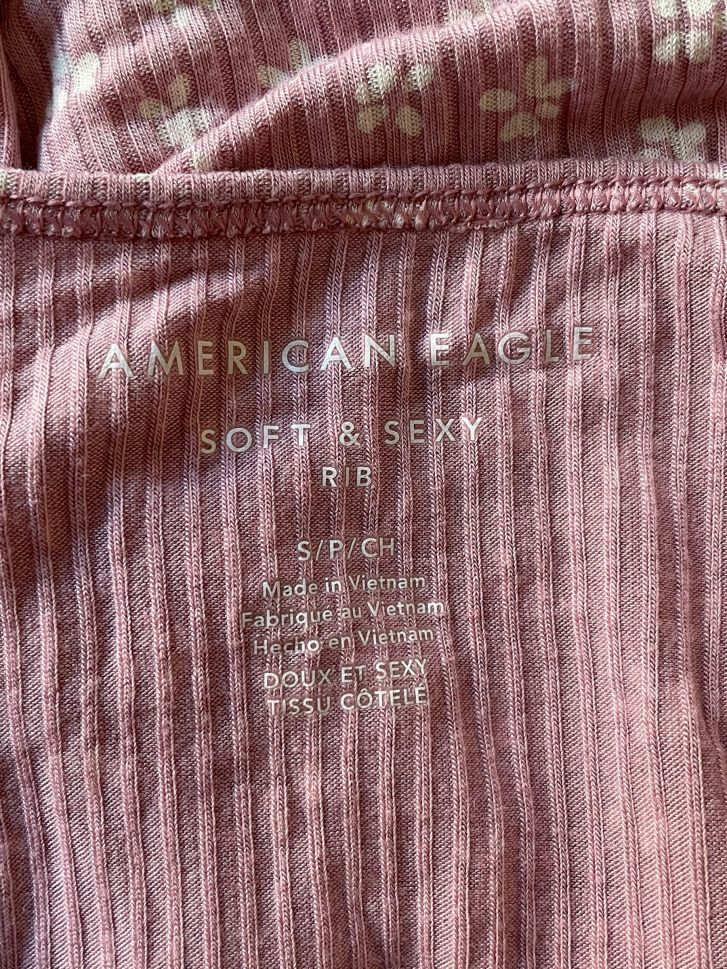 AMERICAN EAGLE
SOFT & SEXY
RIB
S/P/CH
Made in Vietnam
Fabriqué au Vietnam
Hecho en Vietnam
DOUX ET SEXY
TISSU CÔTELÉ